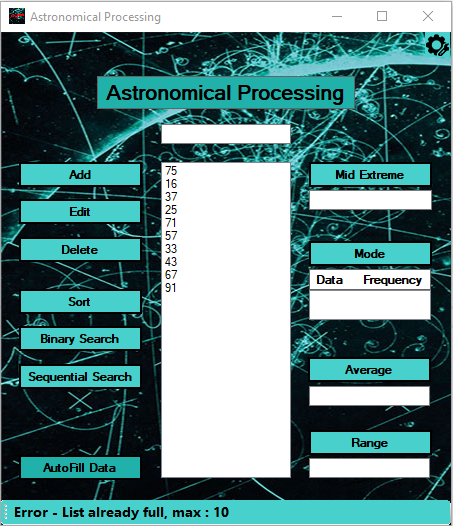 Astronomical Processing
Astronomical Processing
Add
Edit
Delete
Sort
Binary Search
Sequential Search
AutoFill Data
75
16
37
25
71
57
33
43
67
91
Mid Extreme
Mode
Data Frequency
Average
Range
Error - List already full, max : 10